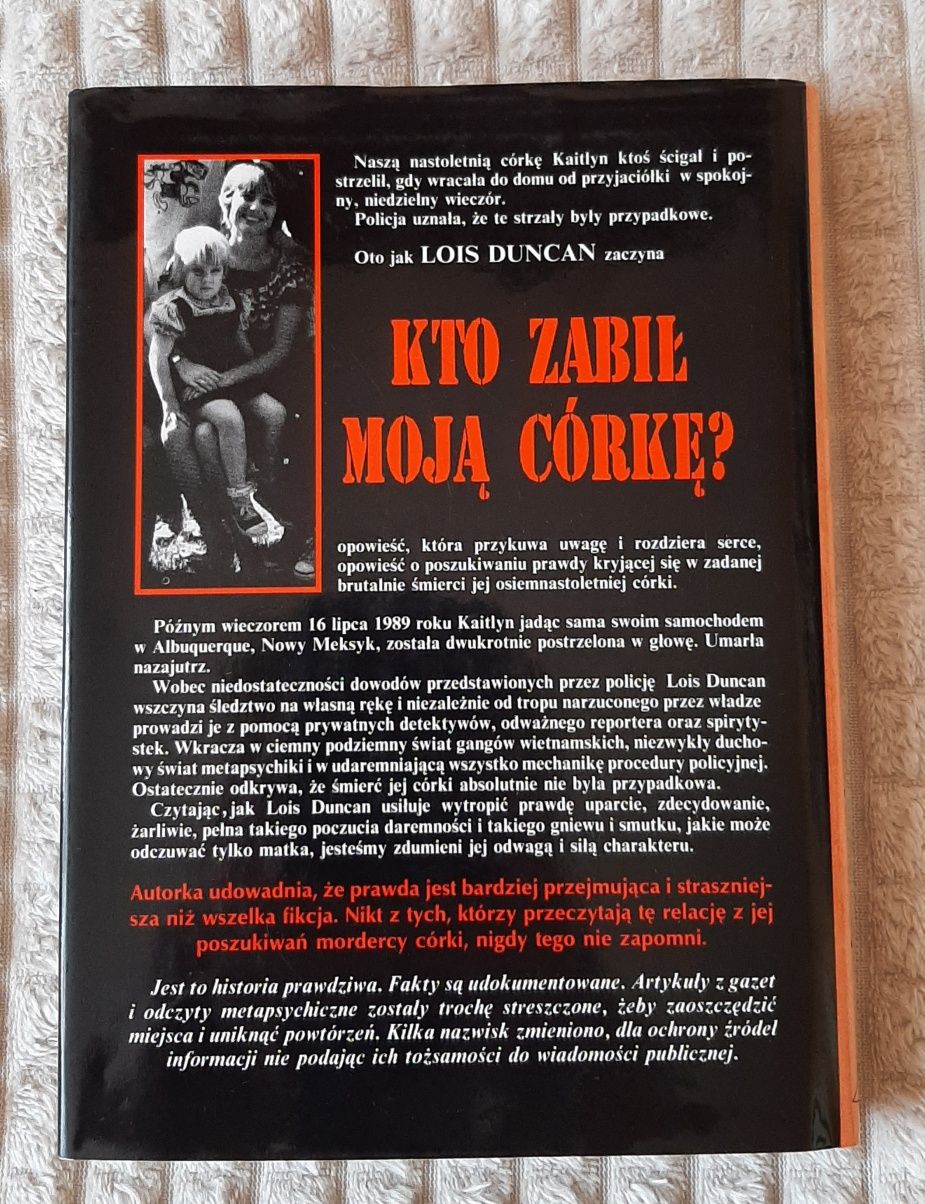 Naszą nastoletnią córkę Kaitlyn ktoś ścigał i po-
strzelił, gdy wracała do domu od przyjaciółki w spokoj-
ny, niedzielny wieczór.
Policja uznała, że te strzały były przypadkowe.
Oto jak LOIS DUNCAN zaczyna
KTO ZABIŁ
MOJĄ CÓRKĘ?
opowieść, która przykuwa uwagę i rozdziera serce,
opowieść o poszukiwaniu prawdy kryjącej się w zadanej
brutalnie śmierci jej osiemnastoletniej córki.
Późnym wieczorem 16 lipca 1989 roku Kaitlyn jadąc sama swoim samochodem
w Albuquerque, Nowy Meksyk, została dwukrotnie postrzelona w głowę. Umarła
nazajutrz.
Wobec niedostateczności dowodów przedstawionych przez policję Lois Duncan
wszczyna śledztwo na własną rękę i niezależnie od tropu narzuconego przez władze
prowadzi je z pomocą prywatnych detektywów, odważnego reportera oraz spiryty-
stek. Wkracza w ciemny podziemny świat gangów wietnamskich, niezwykły ducho-
wy świat metapsychiki i w udaremniającą wszystko mechanikę procedury policyjnej.
Ostatecznie odkrywa, że śmierć jej córki absolutnie nie była przypadkowa.
Czytając, jak Lois Duncan usiłuje wytropić prawdę uparcie, zdecydowanie,
żarliwie, pełna takiego poczucia daremności i takiego gniewu i smutku, jakie może
odczuwać tylko matka, jesteśmy zdumieni jej odwagą i siłą charakteru.
Autorka udowadnia, że prawda jest bardziej przejmująca i straszniej-
sza niż wszelka fikcja. Nikt z tych, którzy przeczytają tę relację z jej
poszukiwań mordercy córki, nigdy tego nie zapomni.
Jest to historia prawdziwa. Fakty są udokumentowane. Artykuły z gazet
i odczyty metapsychiczne zostały trochę streszczone, żeby zaoszczędzić
miejsca i uniknąć powtórzeń. Kilka nazwisk zmieniono, dla ochrony źródeł
informacji nie podając ich tożsamości do wiadomości publicznej.